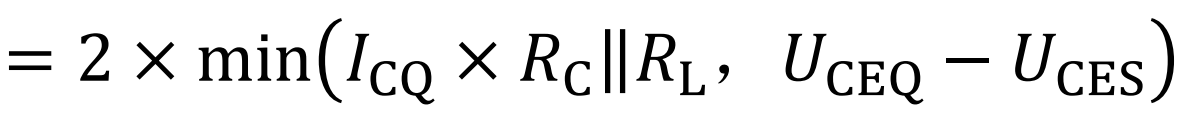 = 2 × min(I_CQ × R_C∥R_L， U_CEQ − U_CES)